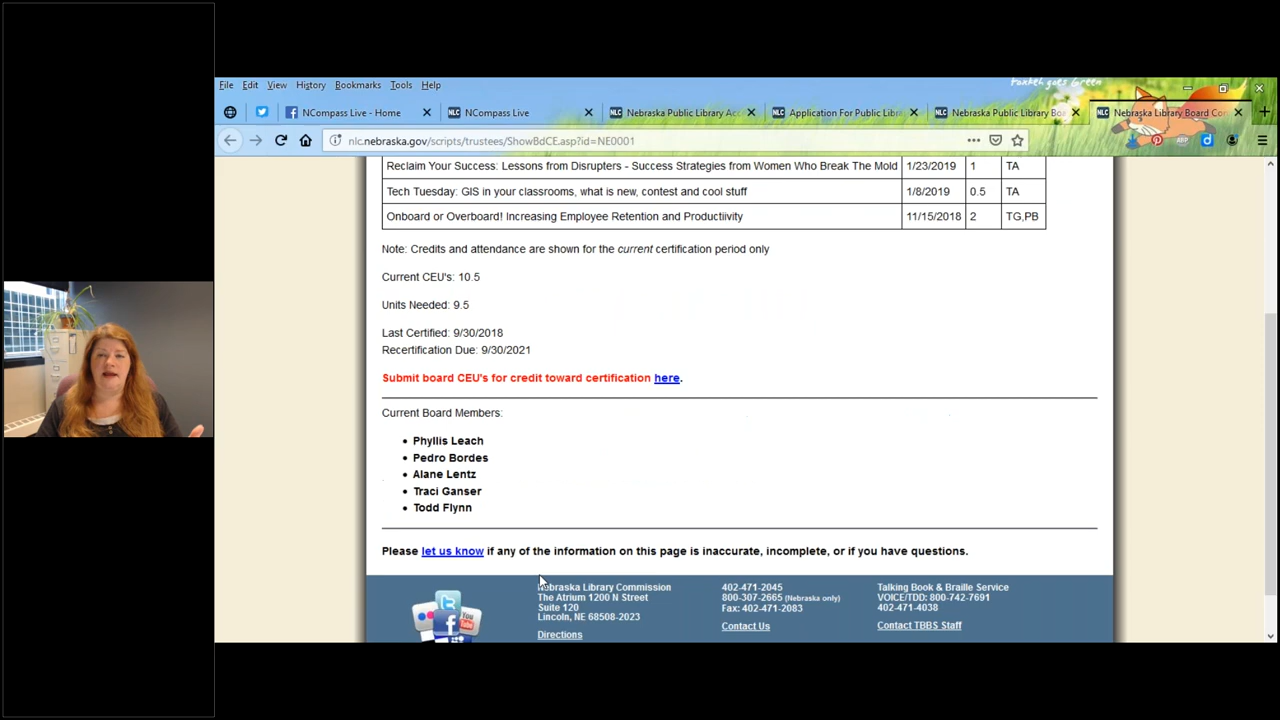 foxkeh goes Green
File Edit View History Bookmarks Tools Help
NCompass Live - Home NCompass Live Nebraska Public Library Acc Application For Public Libr Nebraska Public Library Boa Nebraska Library Board Con
nlc.nebraska.gov/scripts/trustees/ShowBdCE.asp?id=NE0001
Reclaim Your Success: Lessons from Disrupters - Success Strategies from Women Who Break The Mold 1/23/2019 1 TA
Tech Tuesday: GIS in your classrooms, what is new, contest and cool stuff 1/8/2019 0.5 TA
Onboard or Overboard! Increasing Employee Retention and Productiivity 11/15/2018 2 TG,PB
Note: Credits and attendance are shown for the current certification period only
Current CEU's: 10.5
Units Needed: 9.5
Last Certified: 9/30/2018
Recertification Due: 9/30/2021
Submit board CEU's for credit toward certification here.
Current Board Members:
• Phyllis Leach
• Pedro Bordes
• Alane Lentz
• Traci Ganser
• Todd Flynn
Please let us know if any of the information on this page is inaccurate, incomplete, or if you have questions.
Nebraska Library Commission
The Atrium 1200 N Street
Suite 120
Lincoln, NE 68508-2023
Directions
402-471-2045
800-307-2665 (Nebraska only)
Fax: 402-471-2083
Contact Us
Talking Book & Braille Service
VOICE/TDD: 800-742-7691
402-471-4038
Contact TBBS Staff
You